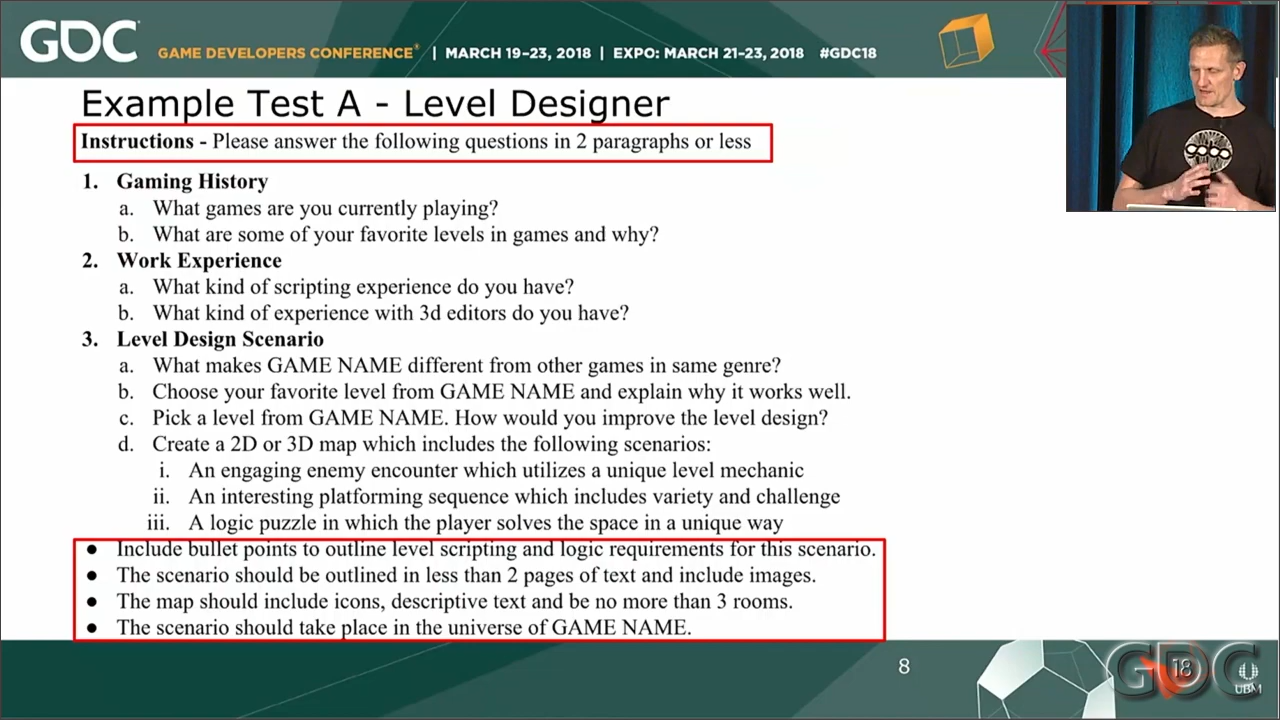 GDC GAME DEVELOPERS CONFERENCE® | MARCH 19–23, 2018 | EXPO: MARCH 21–23, 2018 #GDC18
Example Test A - Level Designer
Instructions - Please answer the following questions in 2 paragraphs or less
1. Gaming History
a. What games are you currently playing?
b. What are some of your favorite levels in games and why?
2. Work Experience
a. What kind of scripting experience do you have?
b. What kind of experience with 3d editors do you have?
3. Level Design Scenario
a. What makes GAME NAME different from other games in same genre?
b. Choose your favorite level from GAME NAME and explain why it works well.
c. Pick a level from GAME NAME. How would you improve the level design?
d. Create a 2D or 3D map which includes the following scenarios:
i. An engaging enemy encounter which utilizes a unique level mechanic
ii. An interesting platforming sequence which includes variety and challenge
iii. A logic puzzle in which the player solves the space in a unique way
● Include bullet points to outline level scripting and logic requirements for this scenario.
● The scenario should be outlined in less than 2 pages of text and include images.
● The map should include icons, descriptive text and be no more than 3 rooms.
● The scenario should take place in the universe of GAME NAME.
8
GDC 18
UBM